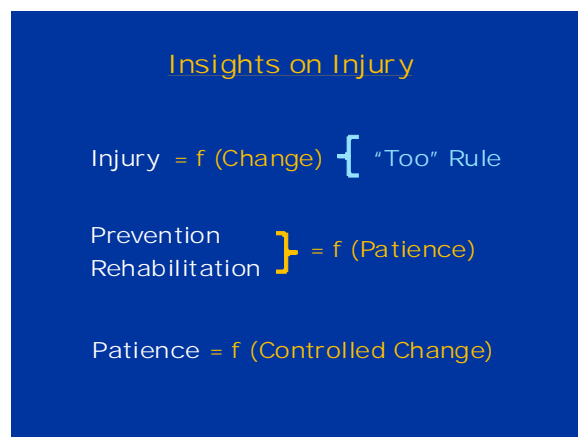 Insights on Injury
Injury = f (Change) { “Too” Rule
Prevention
Rehabilitation } = f (Patience)
Patience = f (Controlled Change)